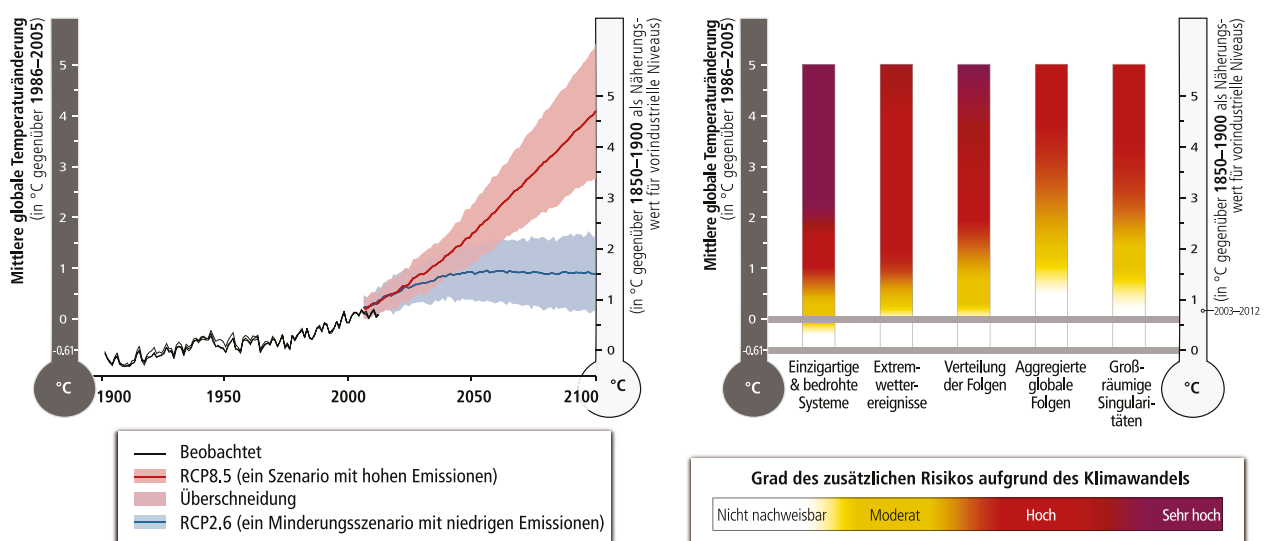 Mittlere globale Temperaturänderung
(in °C gegenüber 1986–2005)
5
4
3
2
1
0
-0.61
°C
1900
1950
2000
2050
2100
(in °C gegenüber 1850–1900 als Näherungs-
wert für vorindustrielle Niveaus)
5
4
3
2
1
0
°C
Beobachtet
RCP8.5 (ein Szenario mit hohen Emissionen)
Überschneidung
RCP2.6 (ein Minderungsszenario mit niedrigen Emissionen)
Mittlere globale Temperaturänderung
(in °C gegenüber 1986–2005)
5
4
3
2
1
0
-0.61
°C
Einzigartige
& bedrohte
Systeme
Extrem-
wetter-
ereignisse
Verteilung
der Folgen
Aggregierte
globale
Folgen
Groß-
räumige
Singulari-
täten
(in °C gegenüber 1850–1900 als Näherungs-
wert für vorindustrielle Niveaus)
5
4
3
2
1
0
2003–2012
°C
Grad des zusätzlichen Risikos aufgrund des Klimawandels
Nicht nachweisbar
Moderat
Hoch
Sehr hoch